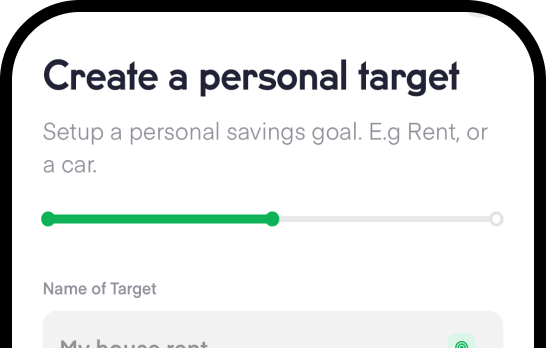 Create a personal target
Setup a personal savings goal. E.g Rent, or
a car.
Name of Target
My house rent